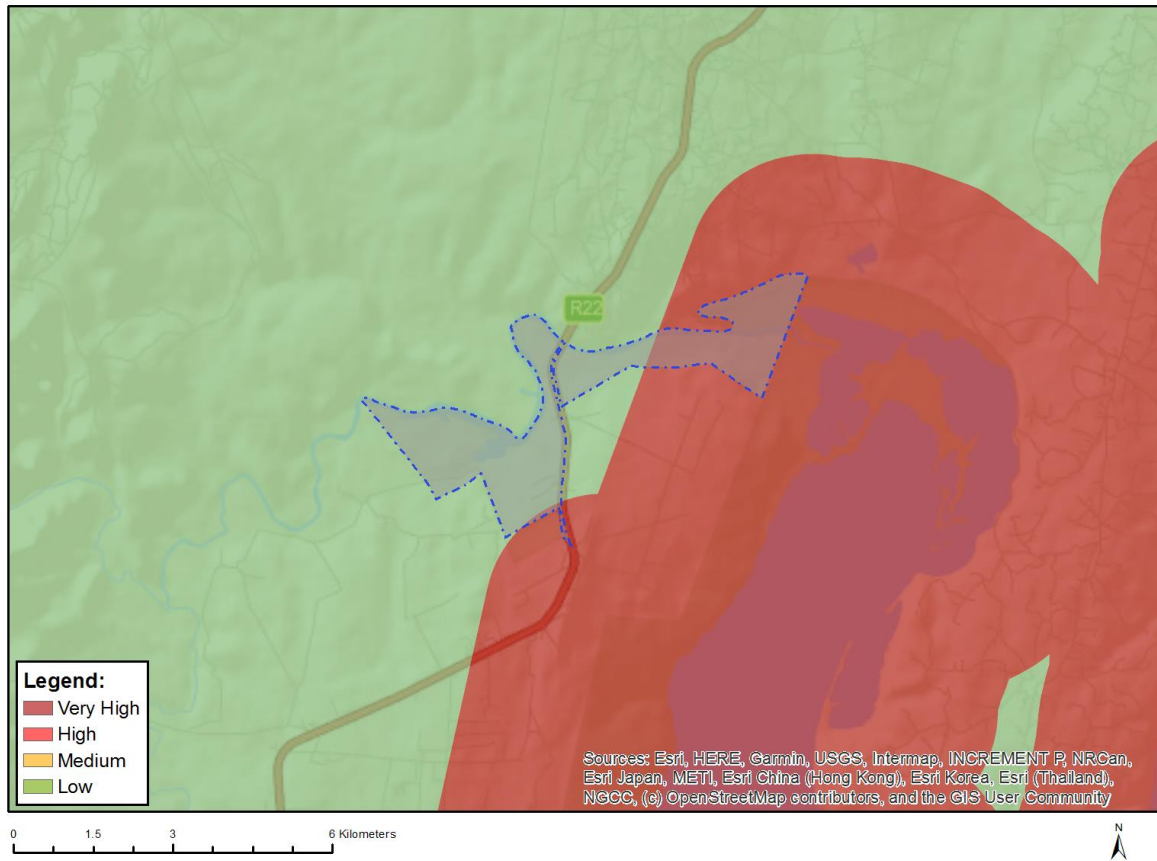 R22
Legend:
Very High
High
Medium
Low
Sources: Esri, HERE, Garmin, USGS, Intermap, INCREMENT P, NRCan,
Esri Japan, METI, Esri China (Hong Kong), Esri Korea, Esri (Thailand),
NGCC, (c) OpenStreetMap contributors, and the GIS User Community
0 1.5 3 6 Kilometers
N